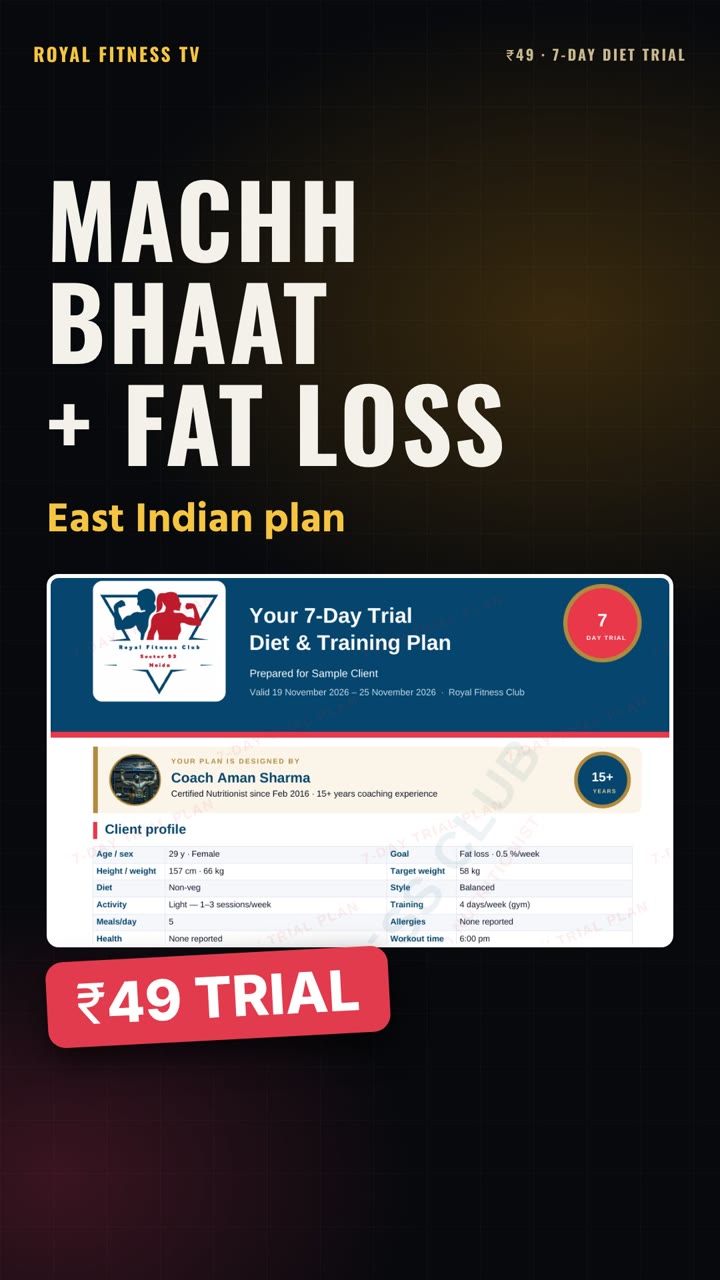 ROYAL FITNESS TV
₹49 · 7-DAY DIET TRIAL
MACHH
BHAAT
+ FAT LOSS
East Indian plan
Royal Fitness Club
Sector 93
Noida
Your 7-Day Trial
Diet & Training Plan
Prepared for Sample Client
Valid 19 November 2026 – 25 November 2026 · Royal Fitness Club
7
DAY TRIAL
YOUR PLAN IS DESIGNED BY
Coach Aman Sharma
Certified Nutritionist since Feb 2016 · 15+ years coaching experience
15+
YEARS
Client profile
Age / sex 29 y · Female Goal Fat loss · 0.5 %/week
Height / weight 157 cm · 66 kg Target weight 58 kg
Diet Non-veg Style Balanced
Activity Light — 1–3 sessions/week Training 4 days/week (gym)
Meals/day 5 Allergies None reported
Health None reported Workout time 6:00 pm
7-DAY TRIAL PLAN
₹49 TRIAL